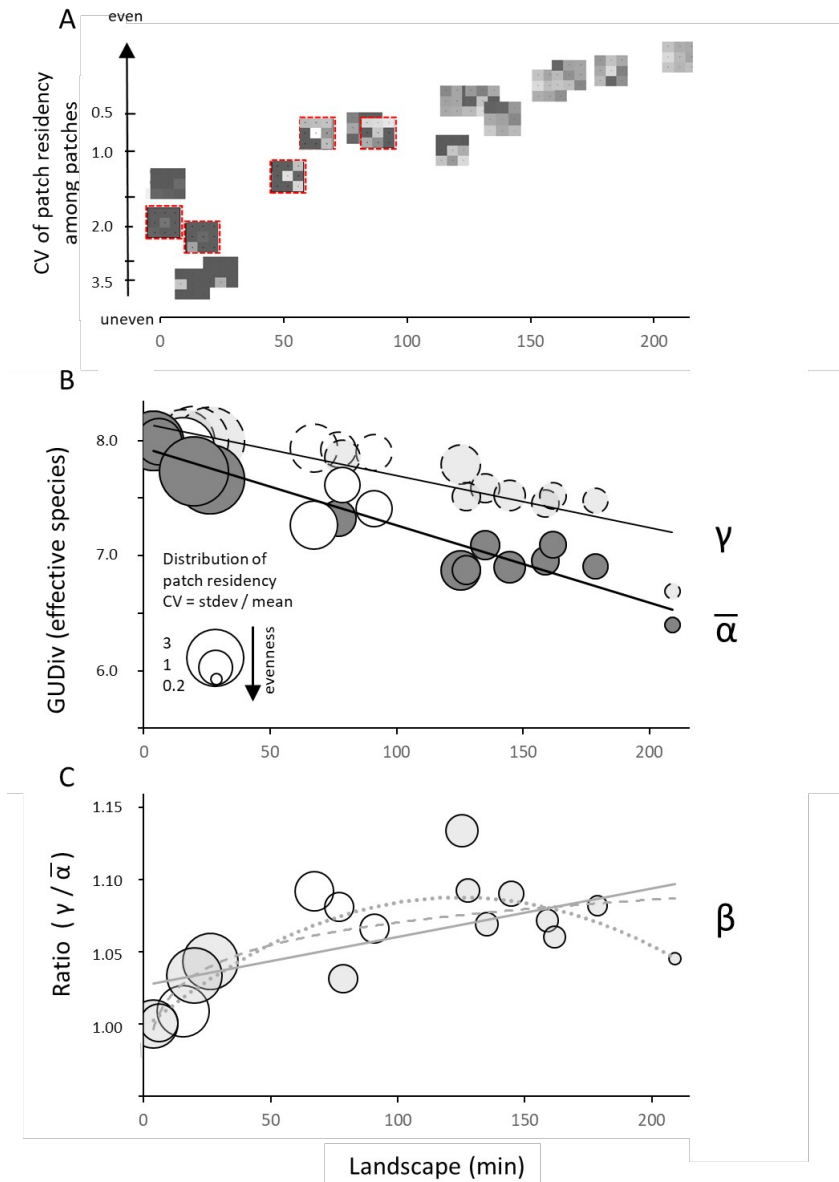 even
A
CV of patch residency
among patches
0.5
1.0
2.0
3.5
uneven
0 50 100 150 200
B
GUDiv (effective species)
8.0
7.0
6.0
γ
α
Distribution of
patch residency
CV = stdev / mean
3
1
0.2
evenness
0 50 100 150 200
C
Ratio ( γ / α )
1.15
1.10
1.05
1.00
β
0 50 100 150 200
Landscape (min)